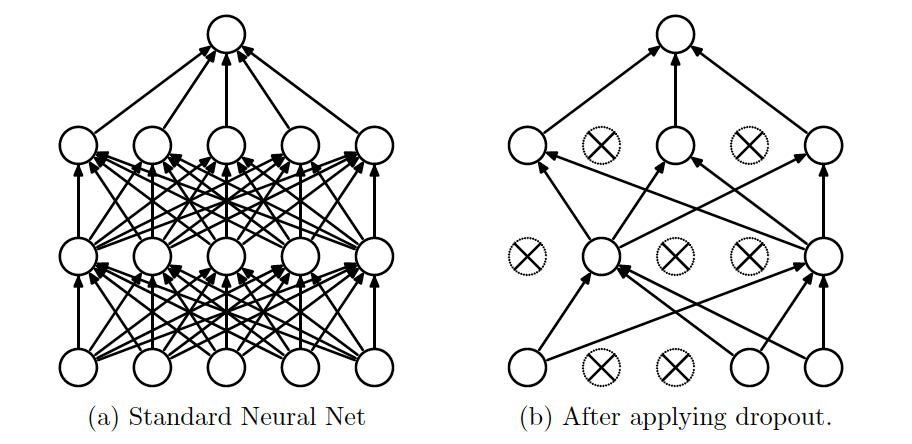 (a) Standard Neural Net
(b) After applying dropout.